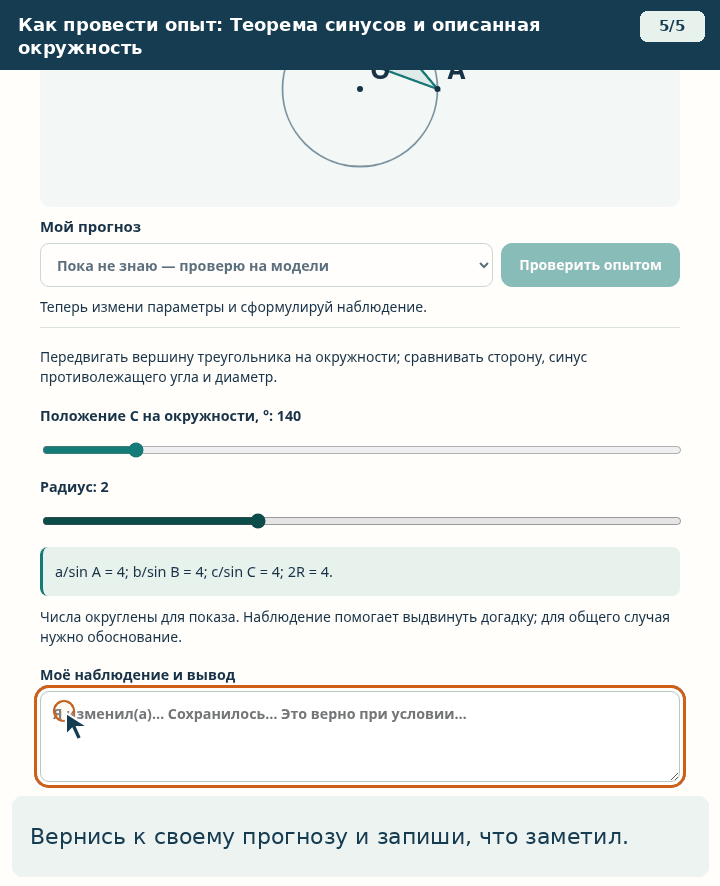 Как провести опыт: Теорема синусов и описанная
окружность
5/5
A
Мой прогноз
Пока не знаю — проверю на модели
Проверить опытом
Теперь измени параметры и сформулируй наблюдение.
Передвигать вершину треугольника на окружности; сравнивать сторону, синус
противолежащего угла и диаметр.
Положение C на окружности, °: 140
Радиус: 2
a/sin A = 4; b/sin B = 4; c/sin C = 4; 2R = 4.
Числа округлены для показа. Наблюдение помогает выдвинуть догадку; для общего случая
нужно обоснование.
Моё наблюдение и вывод
Я изменил(а)... Сохранилось... Это верно при условии...
Вернись к своему прогнозу и запиши, что заметил.